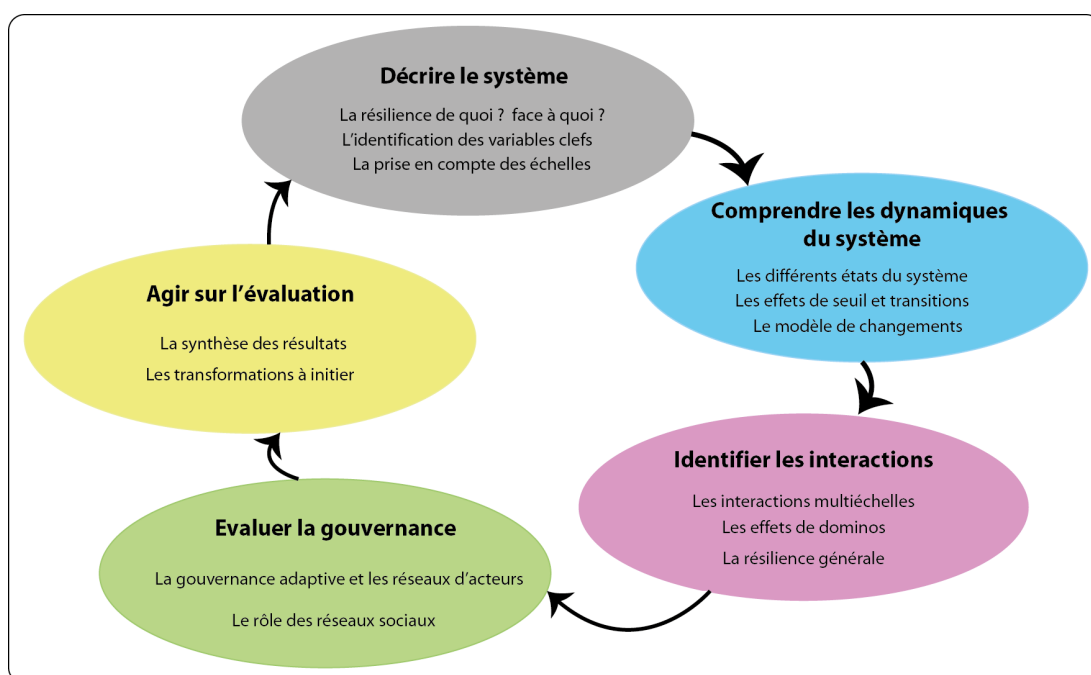 Décrire le système
La résilience de quoi ? face à quoi ?
L'identification des variables clefs
La prise en compte des échelles
Comprendre les dynamiques
du système
Les différents états du système
Les effets de seuil et transitions
Le modèle de changements
Identifier les interactions
Les interactions multiéchelles
Les effets de dominos
La résilience générale
Evaluer la gouvernance
La gouvernance adaptive et les réseaux d'acteurs
Le rôle des réseaux sociaux
Agir sur l'évaluation
La synthèse des résultats
Les transformations à initier